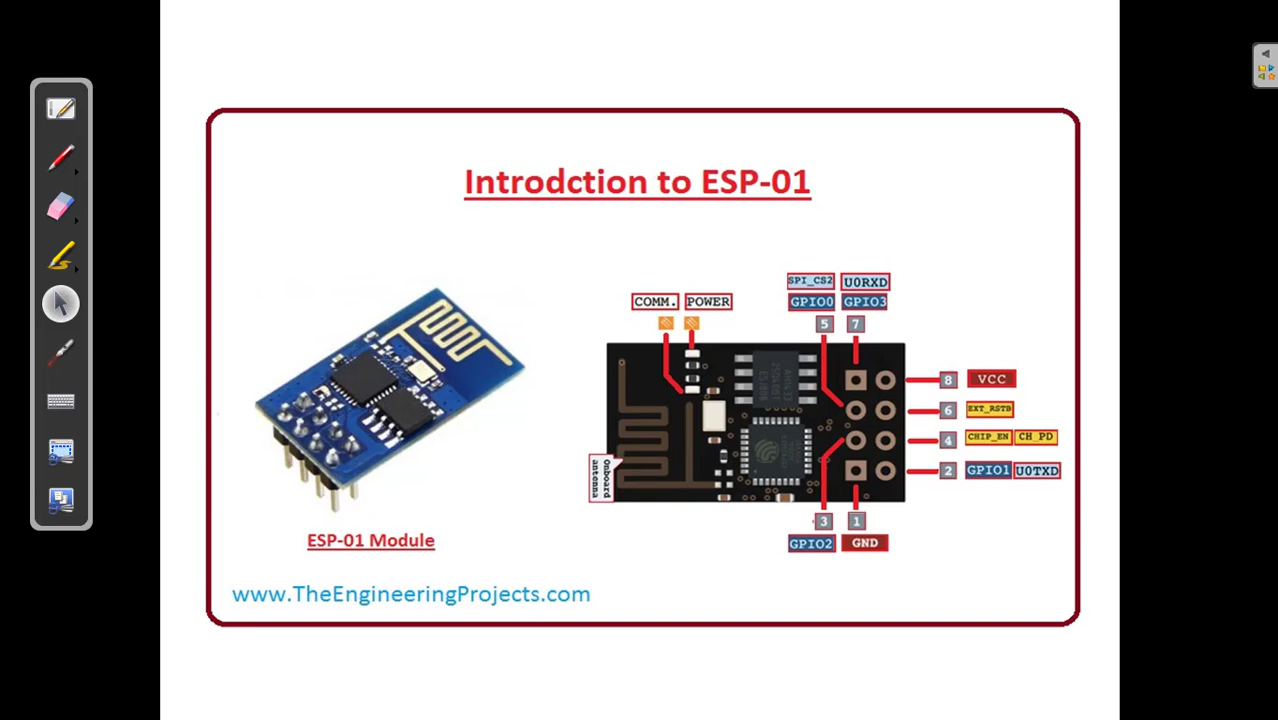 Introdction to ESP-01
SPI_CS2 U0RXD
COMM. POWER GPIO0 GPIO3
5 7
8 VCC
6 EXT_RSTB
4 CHIP_EN CH_PD
2 GPIO1 U0TXD
Onboard
antenna
3 1
GPIO2 GND
ESP-01 Module
www.TheEngineeringProjects.com